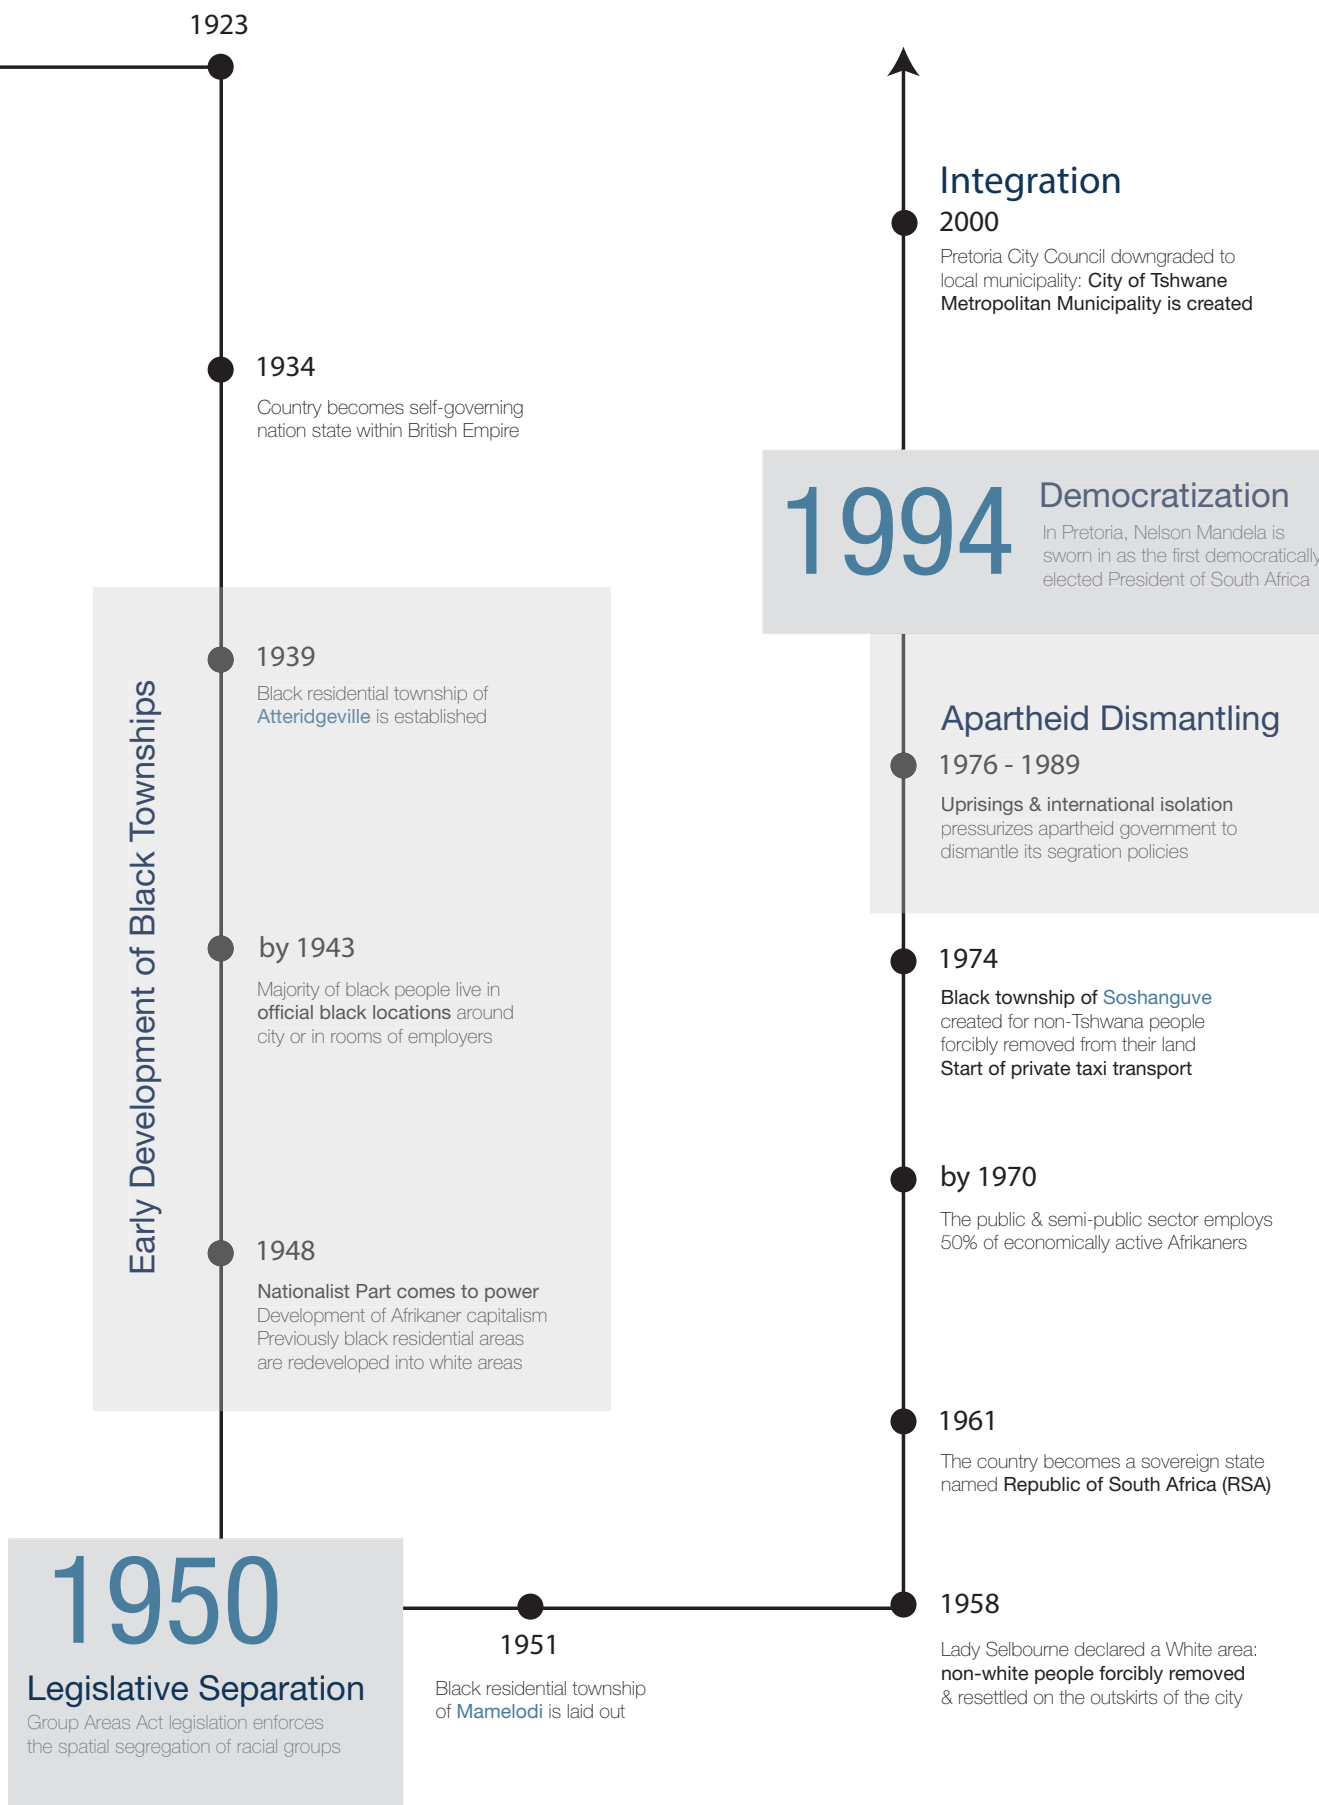 1923
1934
Country becomes self-governing
nation state within British Empire
Early Development of Black Townships
1939
Black residential township of
Atteridgeville is established
by 1943
Majority of black people live in
official black locations around
city or in rooms of employers
1948
Nationalist Part comes to power
Development of Afrikaner capitalism
Previously black residential areas
are redeveloped into white areas
1950
Legislative Separation
Group Areas Act legislation enforces
the spatial segregation of racial groups
1951
Black residential township
of Mamelodi is laid out
1958
Lady Selbourne declared a White area:
non-white people forcibly removed
& resettled on the outskirts of the city
1961
The country becomes a sovereign state
named Republic of South Africa (RSA)
by 1970
The public & semi-public sector employs
50% of economically active Afrikaners
1974
Black township of Soshanguve
created for non-Tshwana people
forcibly removed from their land
Start of private taxi transport
Apartheid Dismantling
1976 - 1989
Uprisings & international isolation
pressurizes apartheid government to
dismantle its segration policies
1994
Democratization
In Pretoria, Nelson Mandela is
sworn in as the first democratically
elected President of South Africa
Integration
2000
Pretoria City Council downgraded to
local municipality: City of Tshwane
Metropolitan Municipality is created